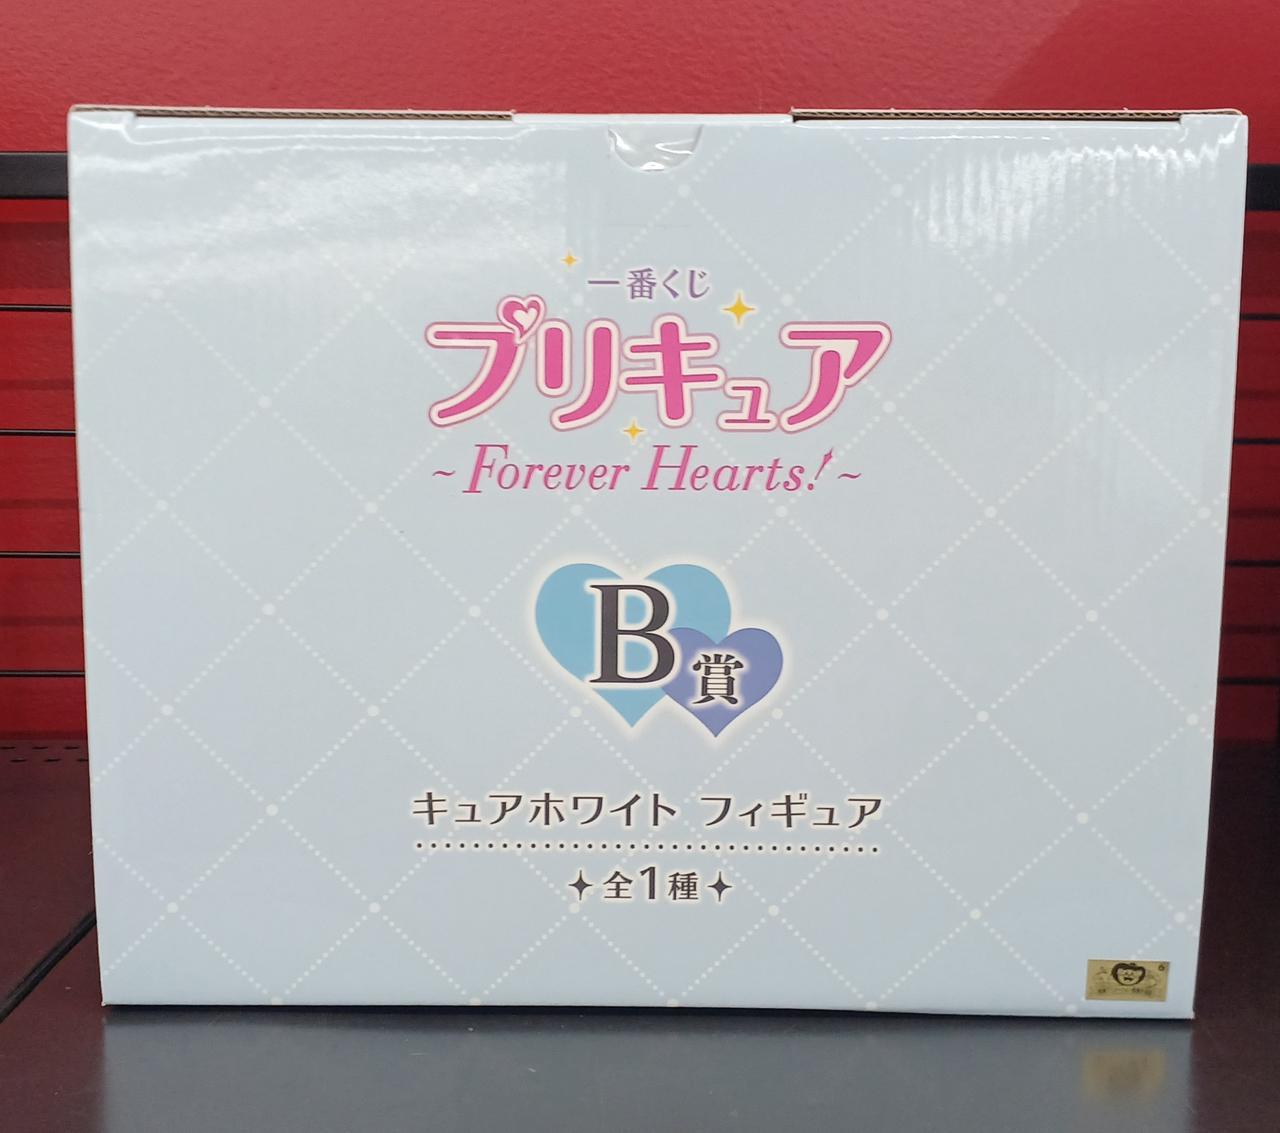 一番くじ
プリキュア
~Forever Hearts!~
B賞
キュアホワイト フィギュア
全1種